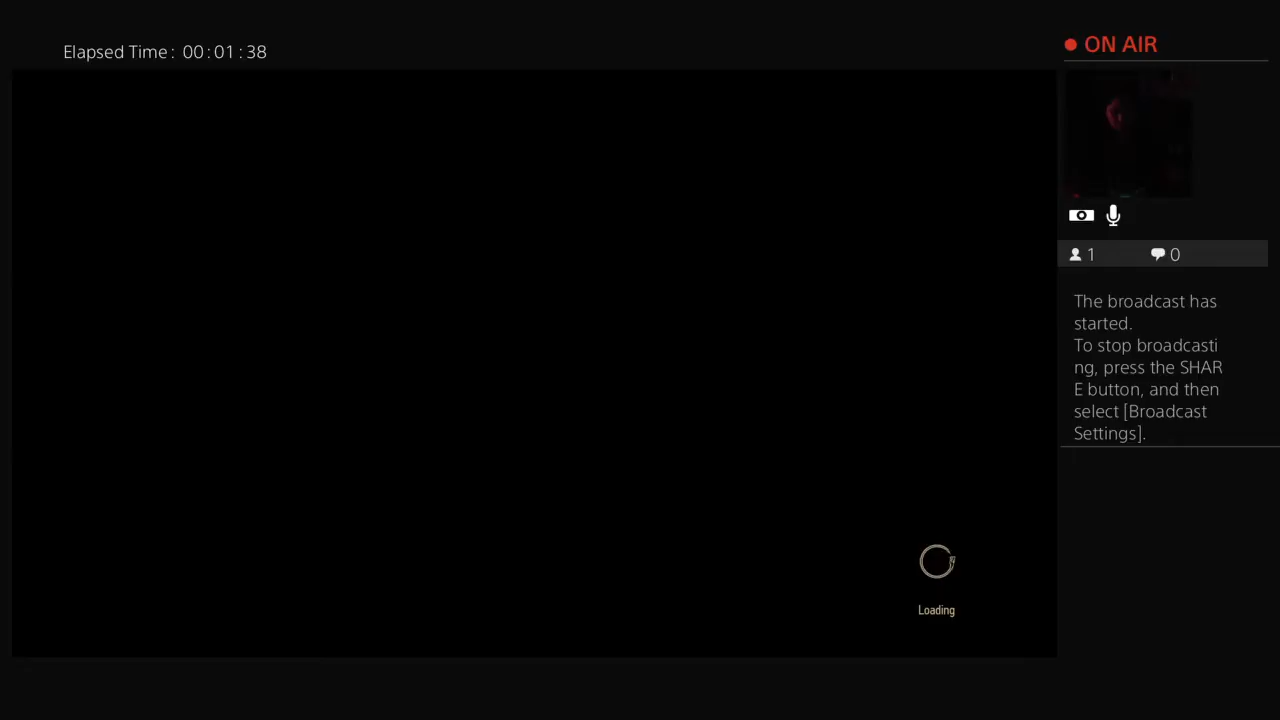 Elapsed Time: 00:01:38
ON AIR
1 0
The broadcast has
started.
To stop broadcasti
ng, press the SHAR
E button, and then
select [Broadcast
Settings].
Loading